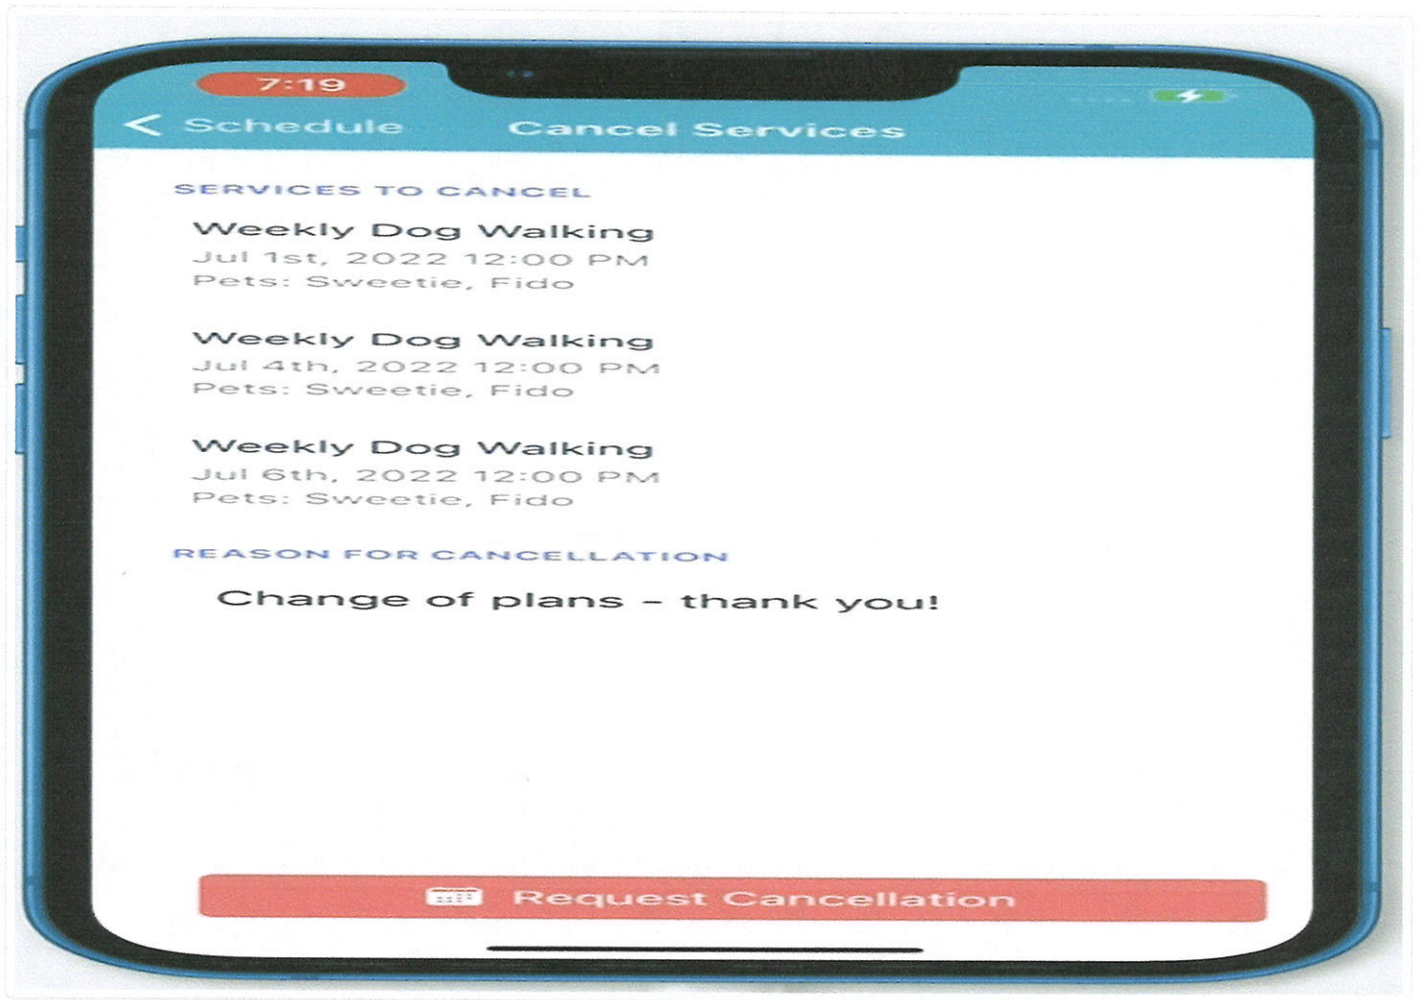 7:19
Schedule
Cancel Services
SERVICES TO CANCEL
Weekly Dog Walking
Jul 1st, 2022 12:00 PM
Pets: Sweetie, Fido
Weekly Dog Walking
Jul 4th, 2022 12:00 PM
Pets: Sweetie, Fido
Weekly Dog Walking
Jul 6th, 2022 12:00 PM
Pets: Sweetie, Fido
REASON FOR CANCELLATION
Change of plans - thank you!
Request Cancellation